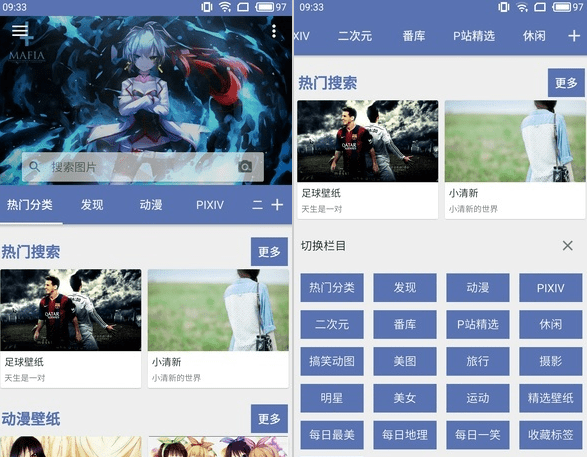 09:33
97
MAFIA
搜索图片
热门分类 发现 动漫 PIXIV 二 +
热门搜索 更多
足球壁纸
天生是一对
小清新
小清新的世界
动漫壁纸 更多
09:33
97
XIV 二次元 番库 P站精选 休闲 +
热门搜索 更多
足球壁纸
天生是一对
小清新
小清新的世界
切换栏目
热门分类 发现 动漫 PIXIV
二次元 番库 P站精选 休闲
搞笑动图 美图 旅行 摄影
明星 美女 运动 精选壁纸
每日最美 每日地理 每日一笑 收藏标签